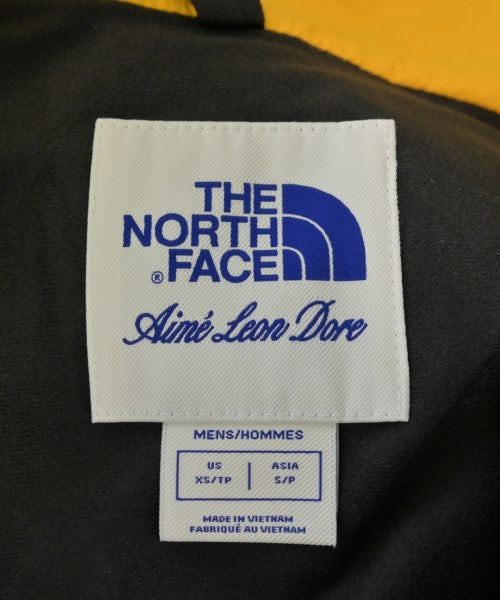 THE
NORTH
® FACE
Aimé Leon Dore
MENS/HOMMES
US | ASIA
XS/TP | S/P
MADE IN VIETNAM
FABRIQUÉ AU VIETNAM